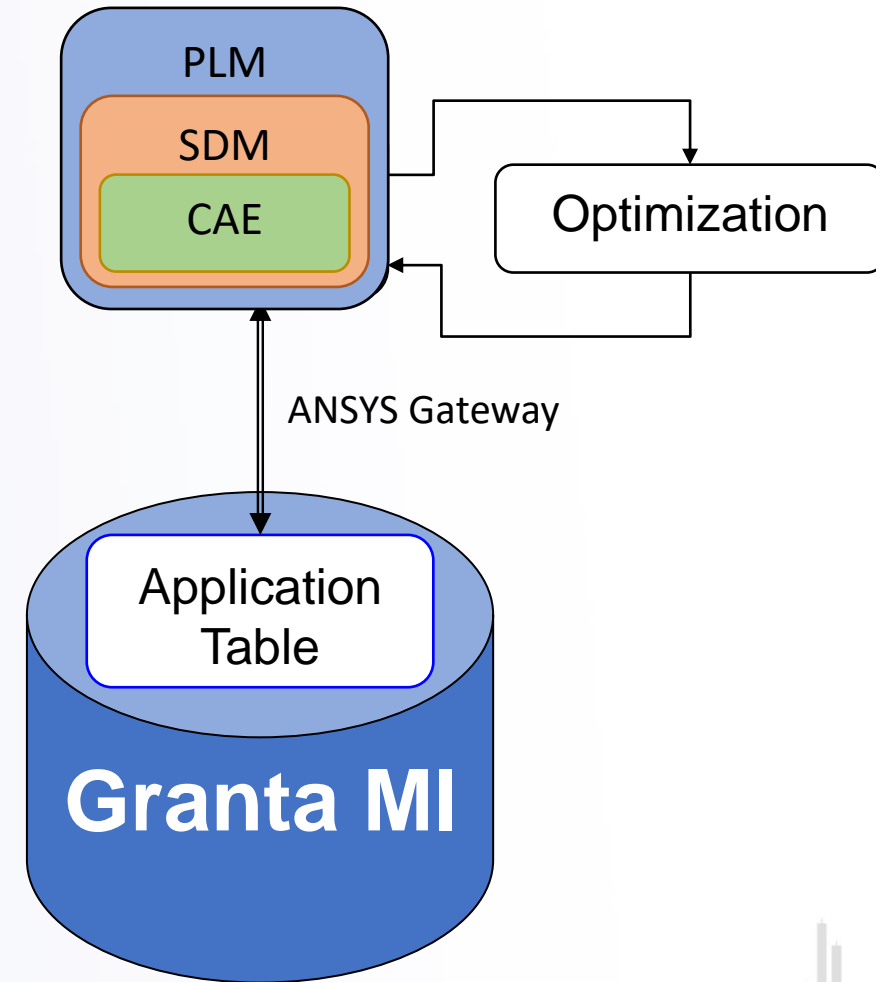 PLM
SDM
CAE
Optimization
ANSYS Gateway
Application
Table
Granta MI